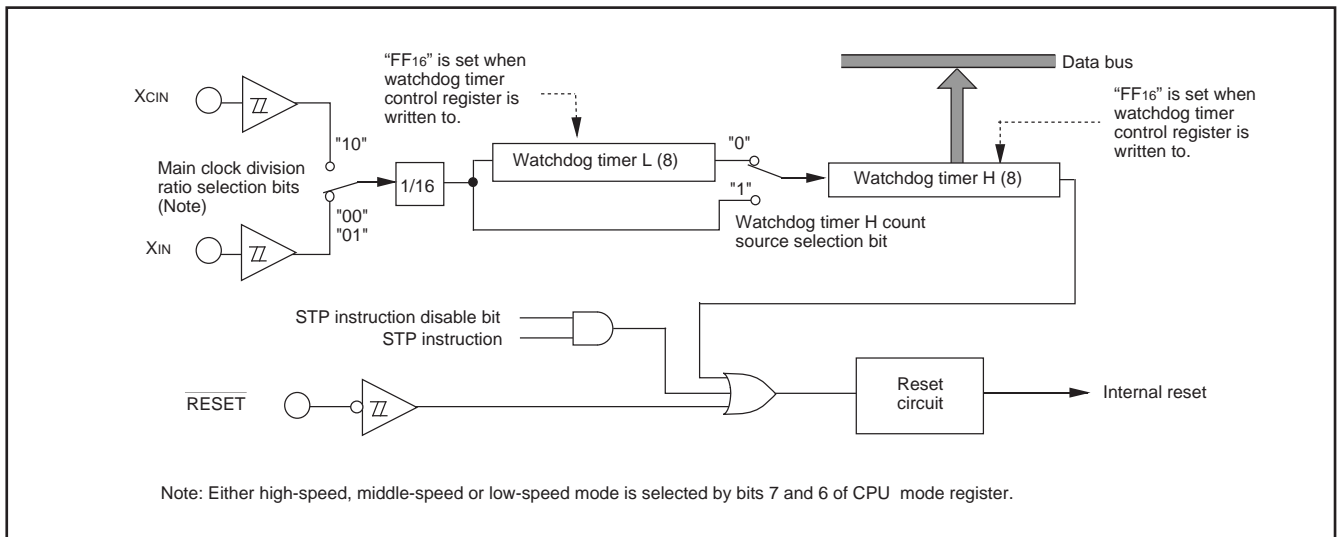 "FF16" is set when
watchdog timer
control register is
written to.
Data bus
"FF16" is set when
watchdog timer
control register is
written to.
XCIN
"10"
Main clock division
ratio selection bits
(Note)
1/16
Watchdog timer L (8)
"0"
"1"
Watchdog timer H count
source selection bit
Watchdog timer H (8)
"00"
"01"
XIN
STP instruction disable bit
STP instruction
RESET
Reset
circuit
Internal reset
Note: Either high-speed, middle-speed or low-speed mode is selected by bits 7 and 6 of CPU mode register.